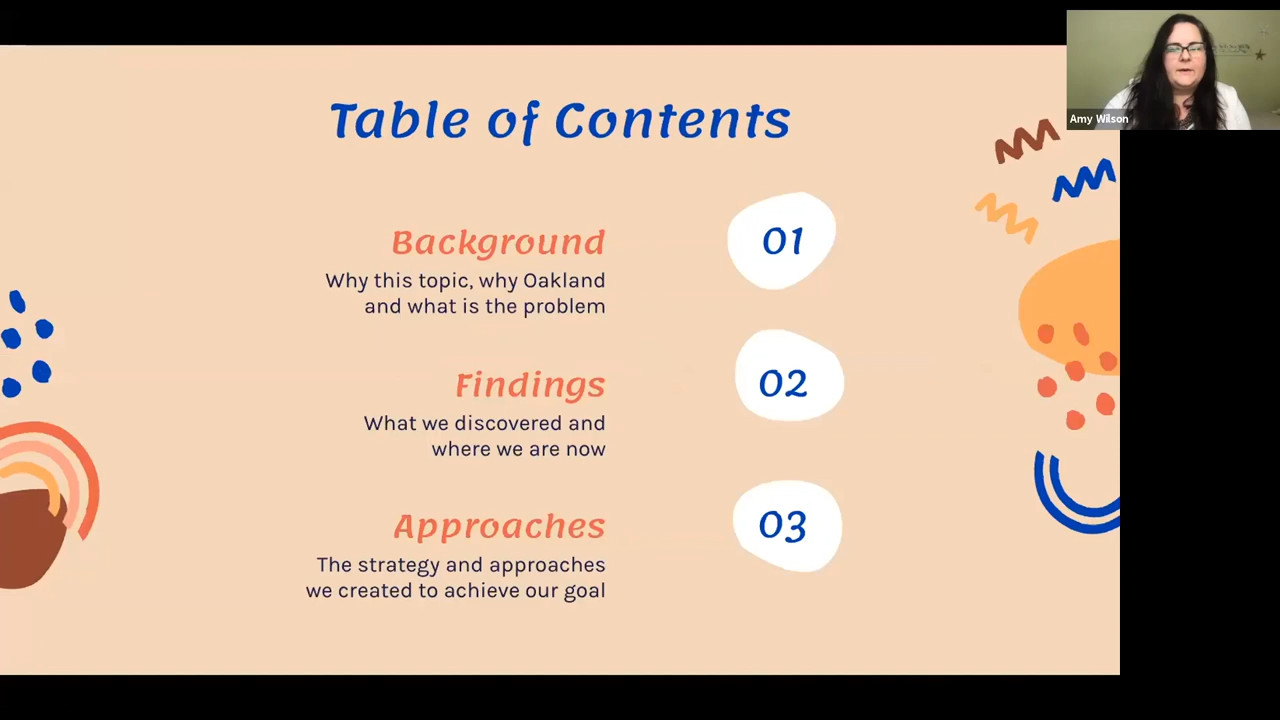 Table of Contents
Amy Wilson
Background
Why this topic, why Oakland
and what is the problem
01
Findings
What we discovered and
where we are now
02
Approaches
The strategy and approaches
we created to achieve our goal
03